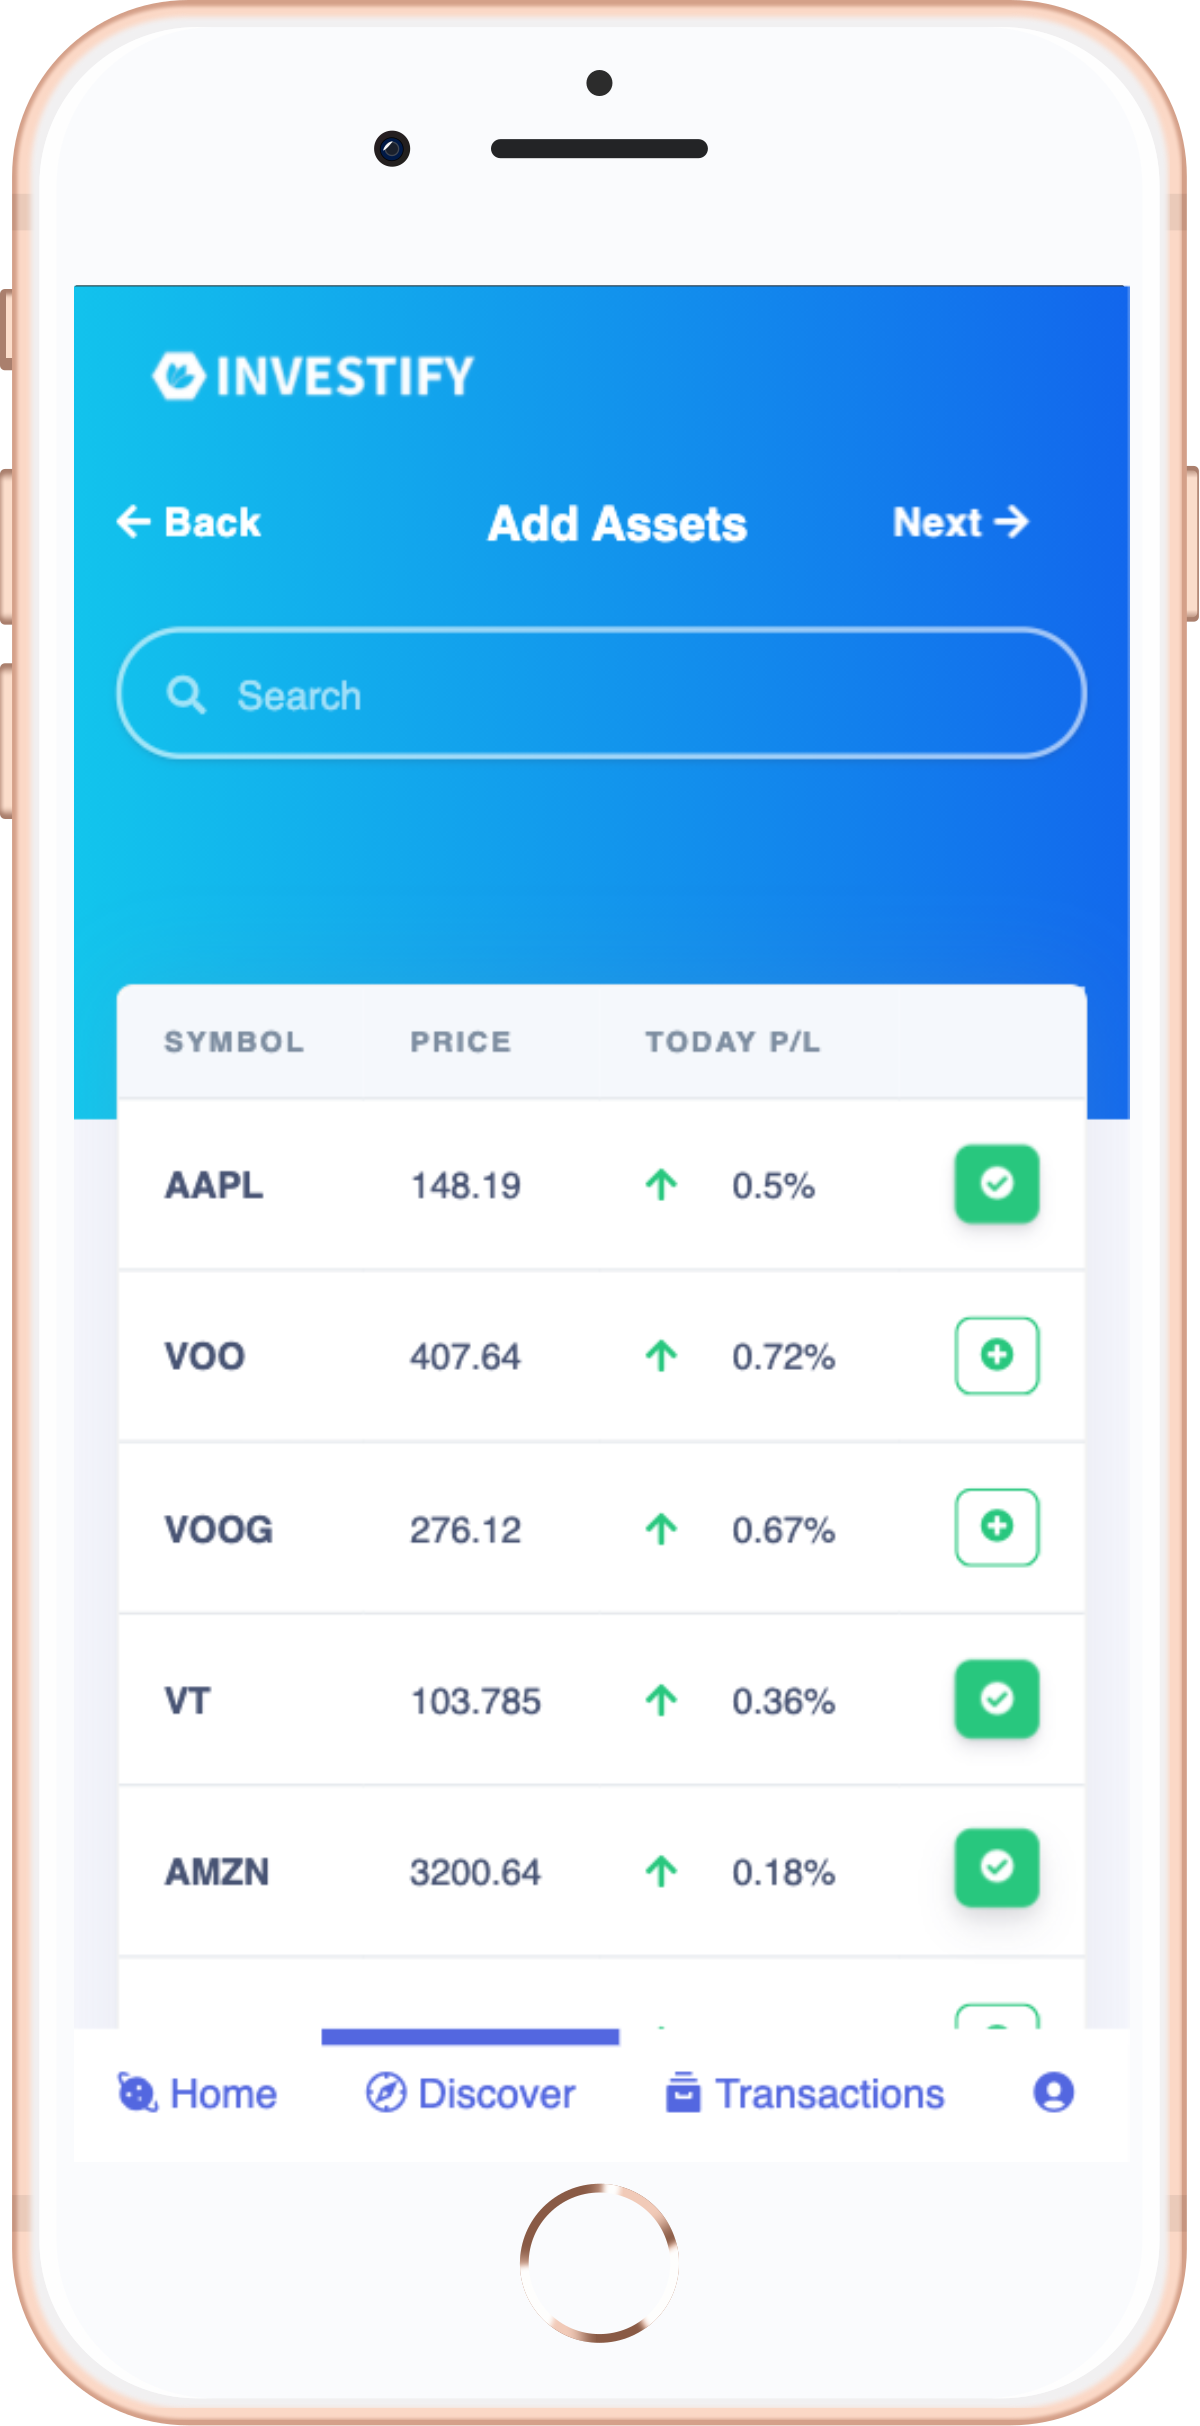 INVESTIFY
Back Add Assets Next
Search
SYMBOL PRICE TODAY P/L
AAPL 148.19 0.5%
VOO 407.64 0.72%
VOOG 276.12 0.67%
VT 103.785 0.36%
AMZN 3200.64 0.18%
Home Discover Transactions